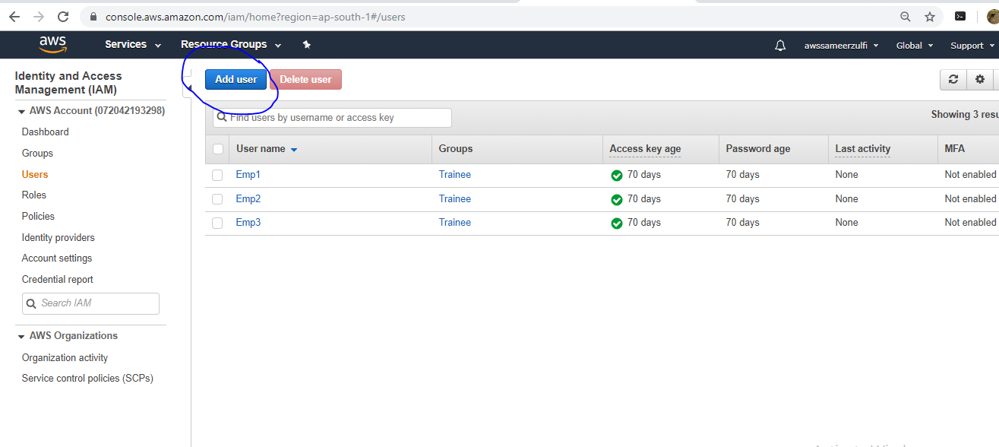 console.aws.amazon.com/iam/home?region=ap-south-1#/users
aws Services Resource Groups awssameerzulfi Global Support
Identity and Access
Management (IAM)
AWS Account (072042193298)
Dashboard
Groups
Users
Roles
Policies
Identity providers
Account settings
Credential report
Search IAM
AWS Organizations
Organization activity
Service control policies (SCPs)
Add user Delete user
Find users by username or access key
Showing 3 resu
User name Groups Access key age Password age Last activity MFA
Emp1 Trainee 70 days 70 days None Not enabled
Emp2 Trainee 70 days 70 days None Not enabled
Emp3 Trainee 70 days 70 days None Not enabled